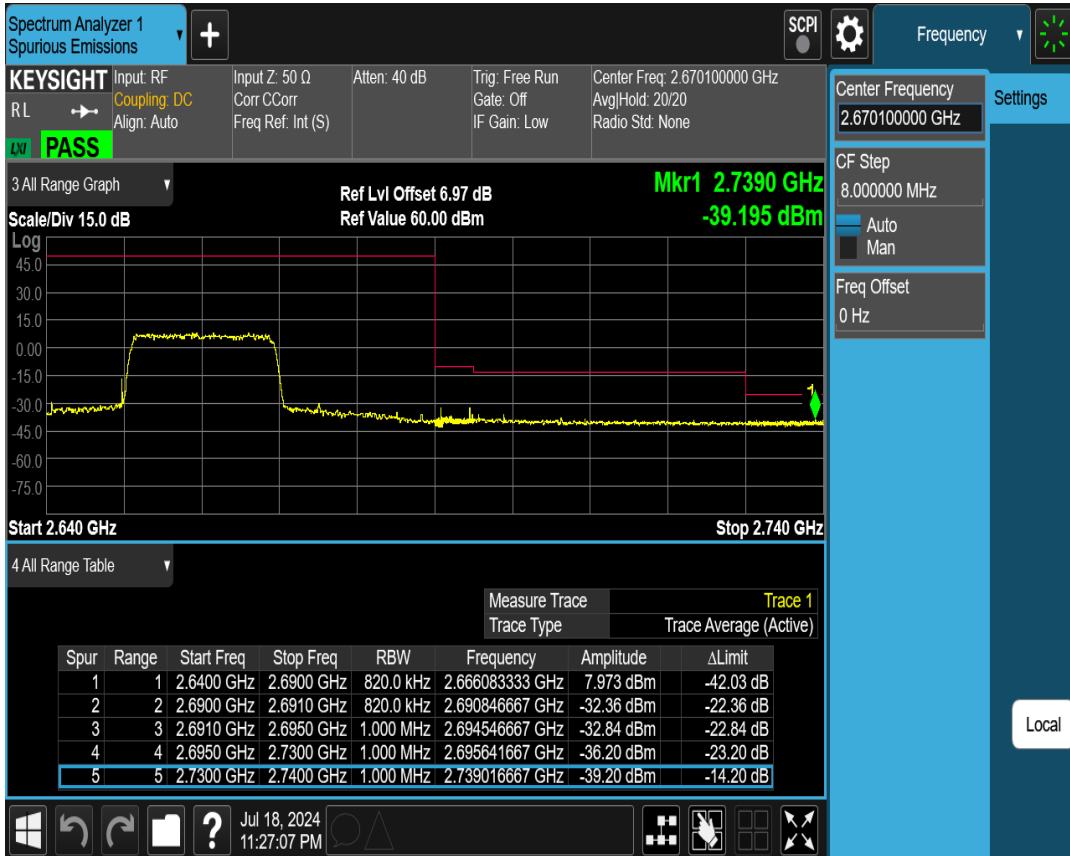 Spectrum Analyzer 1
Spurious Emissions
+
SCPI
Frequency
KEYSIGHT
RL
LXI
PASS
Input: RF
Coupling: DC
Align: Auto
Input Z: 50 Ω
Corr CCorr
Freq Ref: Int (S)
Atten: 40 dB
Trig: Free Run
Gate: Off
IF Gain: Low
Center Freq: 2.670100000 GHz
Avg|Hold: 20/20
Radio Std: None
Center Frequency
2.670100000 GHz
Settings
CF Step
8.000000 MHz
Auto
Man
Freq Offset
0 Hz
3 All Range Graph
Ref Lvl Offset 6.97 dB
Mkr1 2.7390 GHz
Scale/Div 15.0 dB
Ref Value 60.00 dBm
-39.195 dBm
Log
45.0
30.0
15.0
0.00
-15.0
-30.0
-45.0
-60.0
-75.0
1
Start 2.640 GHz
Stop 2.740 GHz
4 All Range Table
Measure Trace Trace 1
Trace Type Trace Average (Active)
Spur Range Start Freq Stop Freq RBW Frequency Amplitude ΔLimit
1 1 2.6400 GHz 2.6900 GHz 820.0 kHz 2.666083333 GHz 7.973 dBm -42.03 dB
2 2 2.6900 GHz 2.6910 GHz 820.0 kHz 2.690846667 GHz -32.36 dBm -22.36 dB
3 3 2.6910 GHz 2.6950 GHz 1.000 MHz 2.694546667 GHz -32.84 dBm -22.84 dB
4 4 2.6950 GHz 2.7300 GHz 1.000 MHz 2.695641667 GHz -36.20 dBm -23.20 dB
5 5 2.7300 GHz 2.7400 GHz 1.000 MHz 2.739016667 GHz -39.20 dBm -14.20 dB
Local
?
Jul 18, 2024
11:27:07 PM